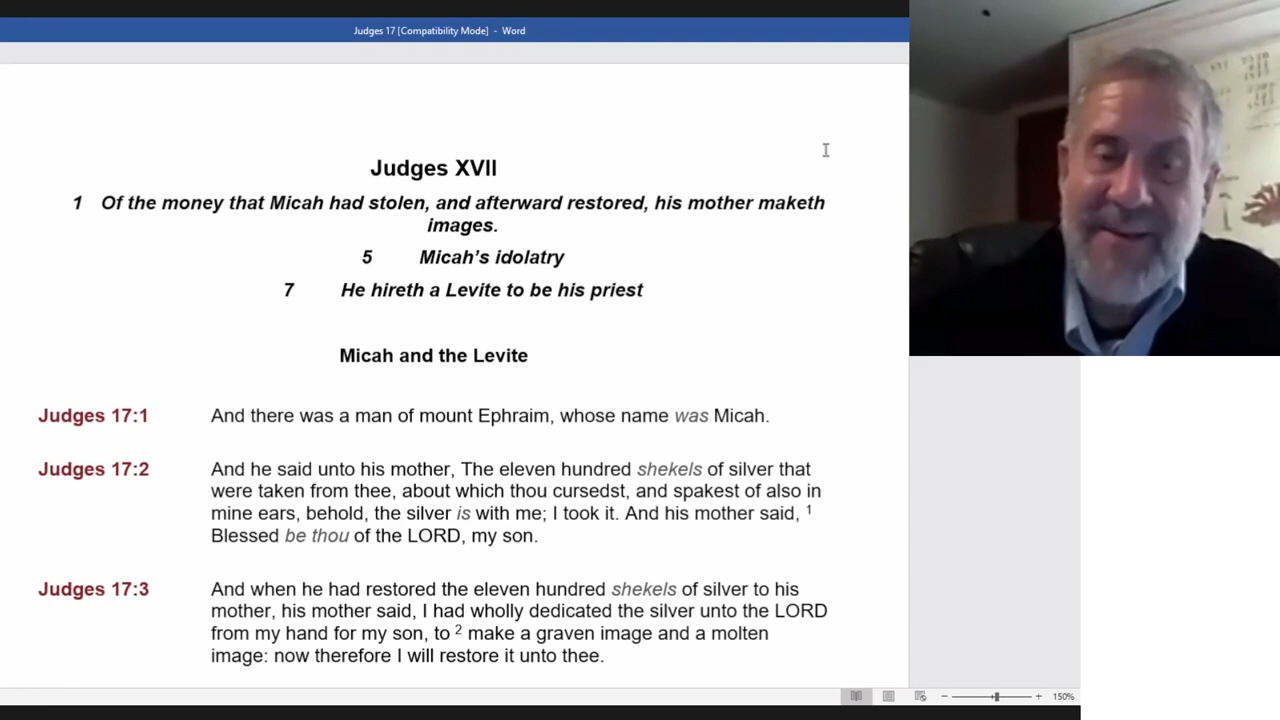 Judges 17 [Compatibility Mode] - Word
Judges XVII
1 Of the money that Micah had stolen, and afterward restored, his mother maketh
images.
5 Micah's idolatry
7 He hireth a Levite to be his priest
Micah and the Levite
Judges 17:1 And there was a man of mount Ephraim, whose name was Micah.
Judges 17:2 And he said unto his mother, The eleven hundred shekels of silver that
were taken from thee, about which thou cursedst, and spakest of also in
mine ears, behold, the silver is with me; I took it. And his mother said, 1
Blessed be thou of the LORD, my son.
Judges 17:3 And when he had restored the eleven hundred shekels of silver to his
mother, his mother said, I had wholly dedicated the silver unto the LORD
from my hand for my son, to 2 make a graven image and a molten
image: now therefore I will restore it unto thee.
150%